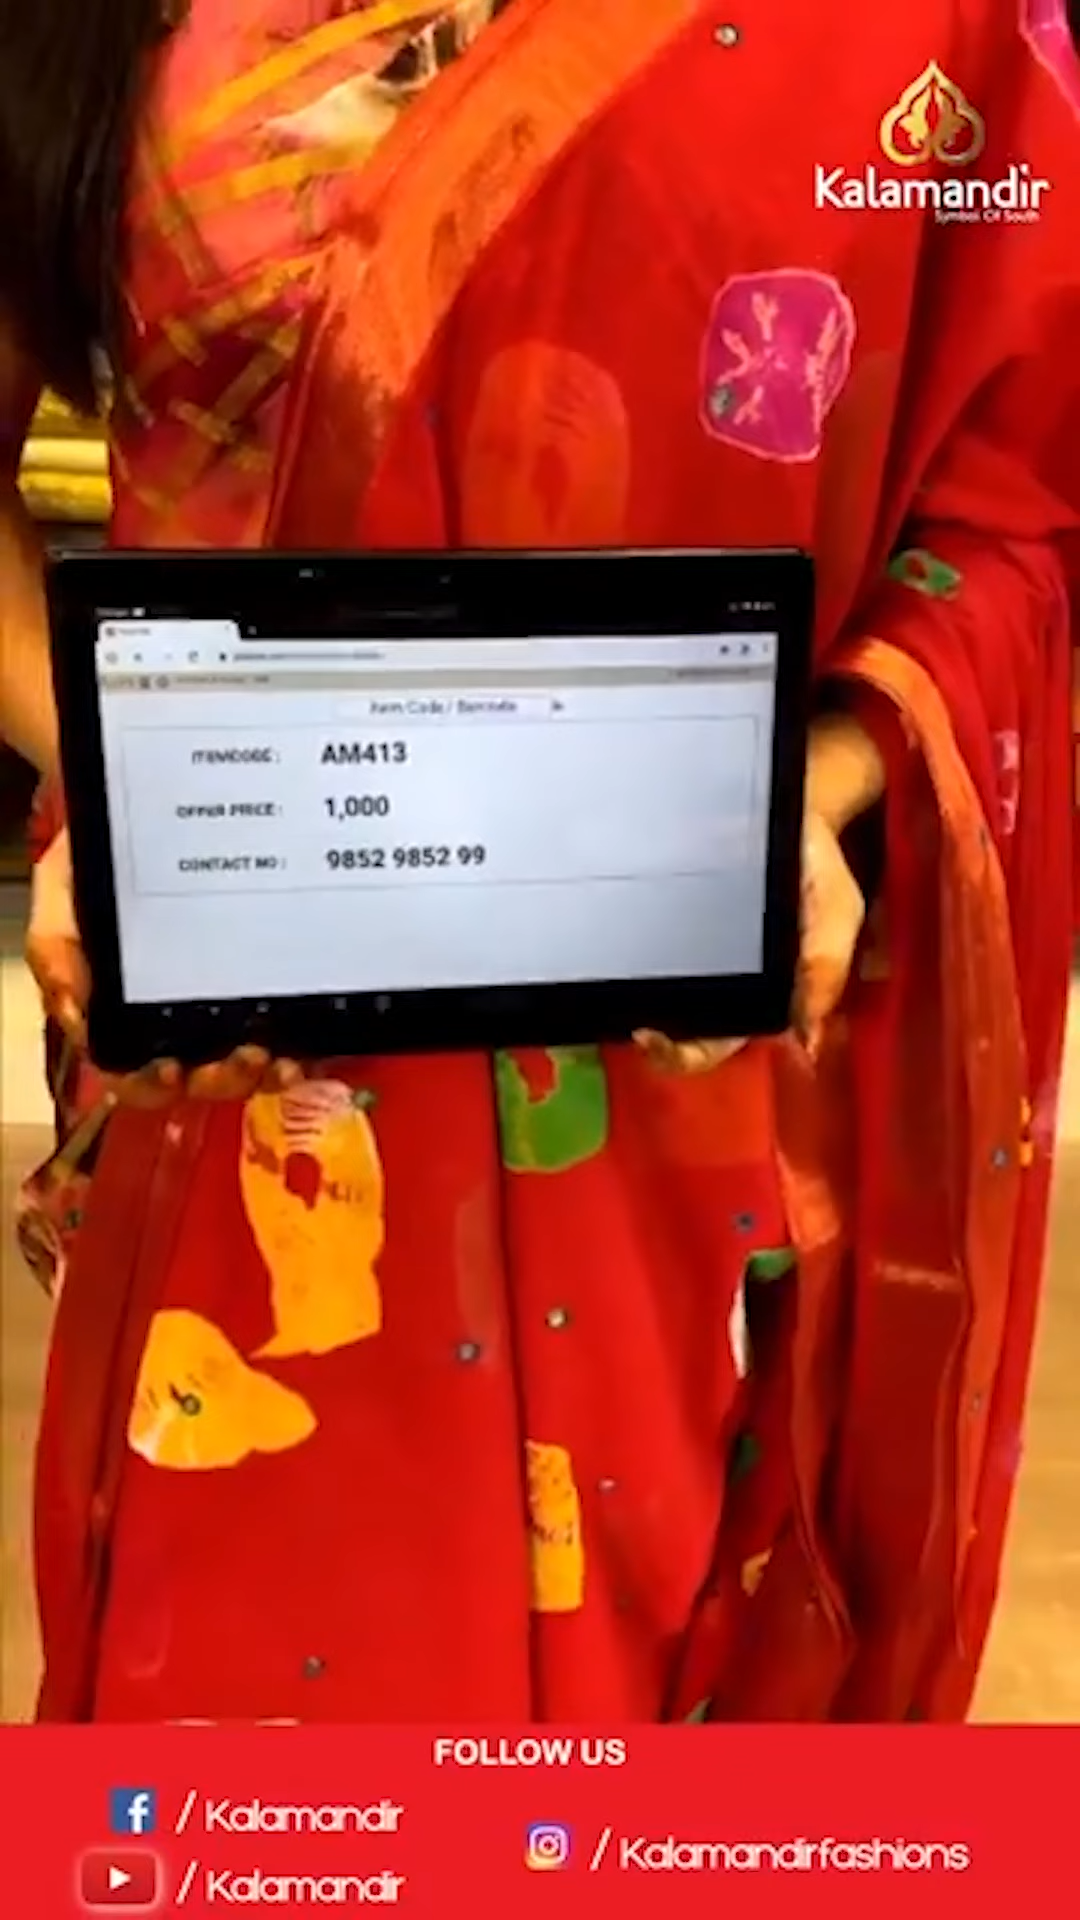 Kalamandir
Symbol Of South
Item Code / Barcode
ITEMCODE : AM413
OFFER PRICE : 1,000
CONTACT NO : 9852 9852 99
FOLLOW US
/ Kalamandir
/ Kalamandirfashions
/ Kalamandir